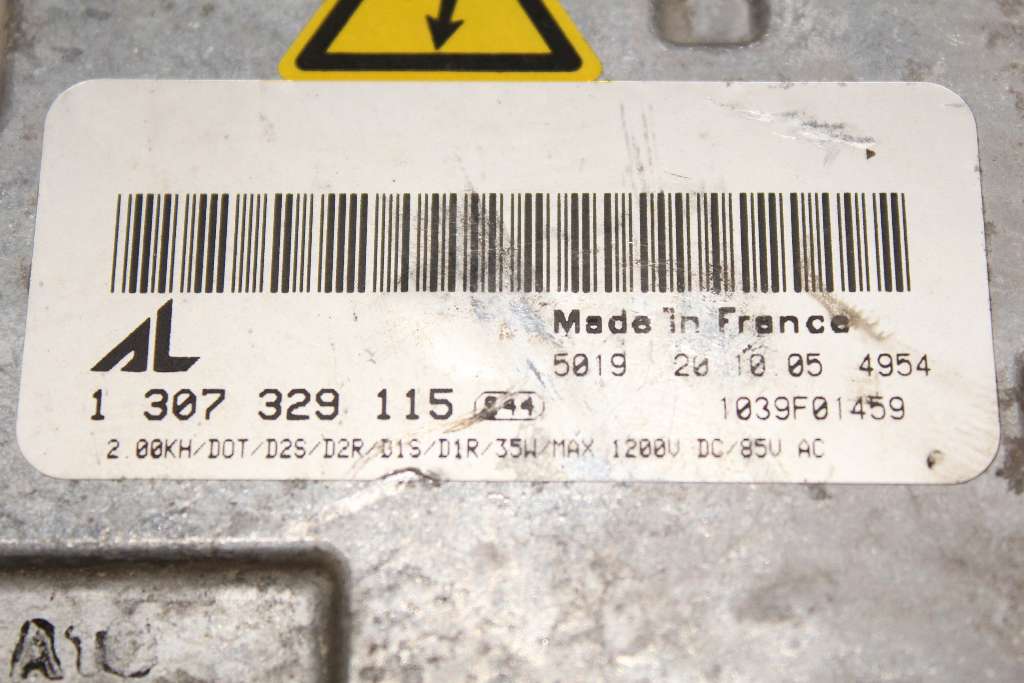 AL
Made in France
5019 20 10 05 4954
1 307 329 115 844
1039F01459
2.00KH/DOT/D2S/D2R/D1S/D1R/35W/MAX 1200V DC/85V AC